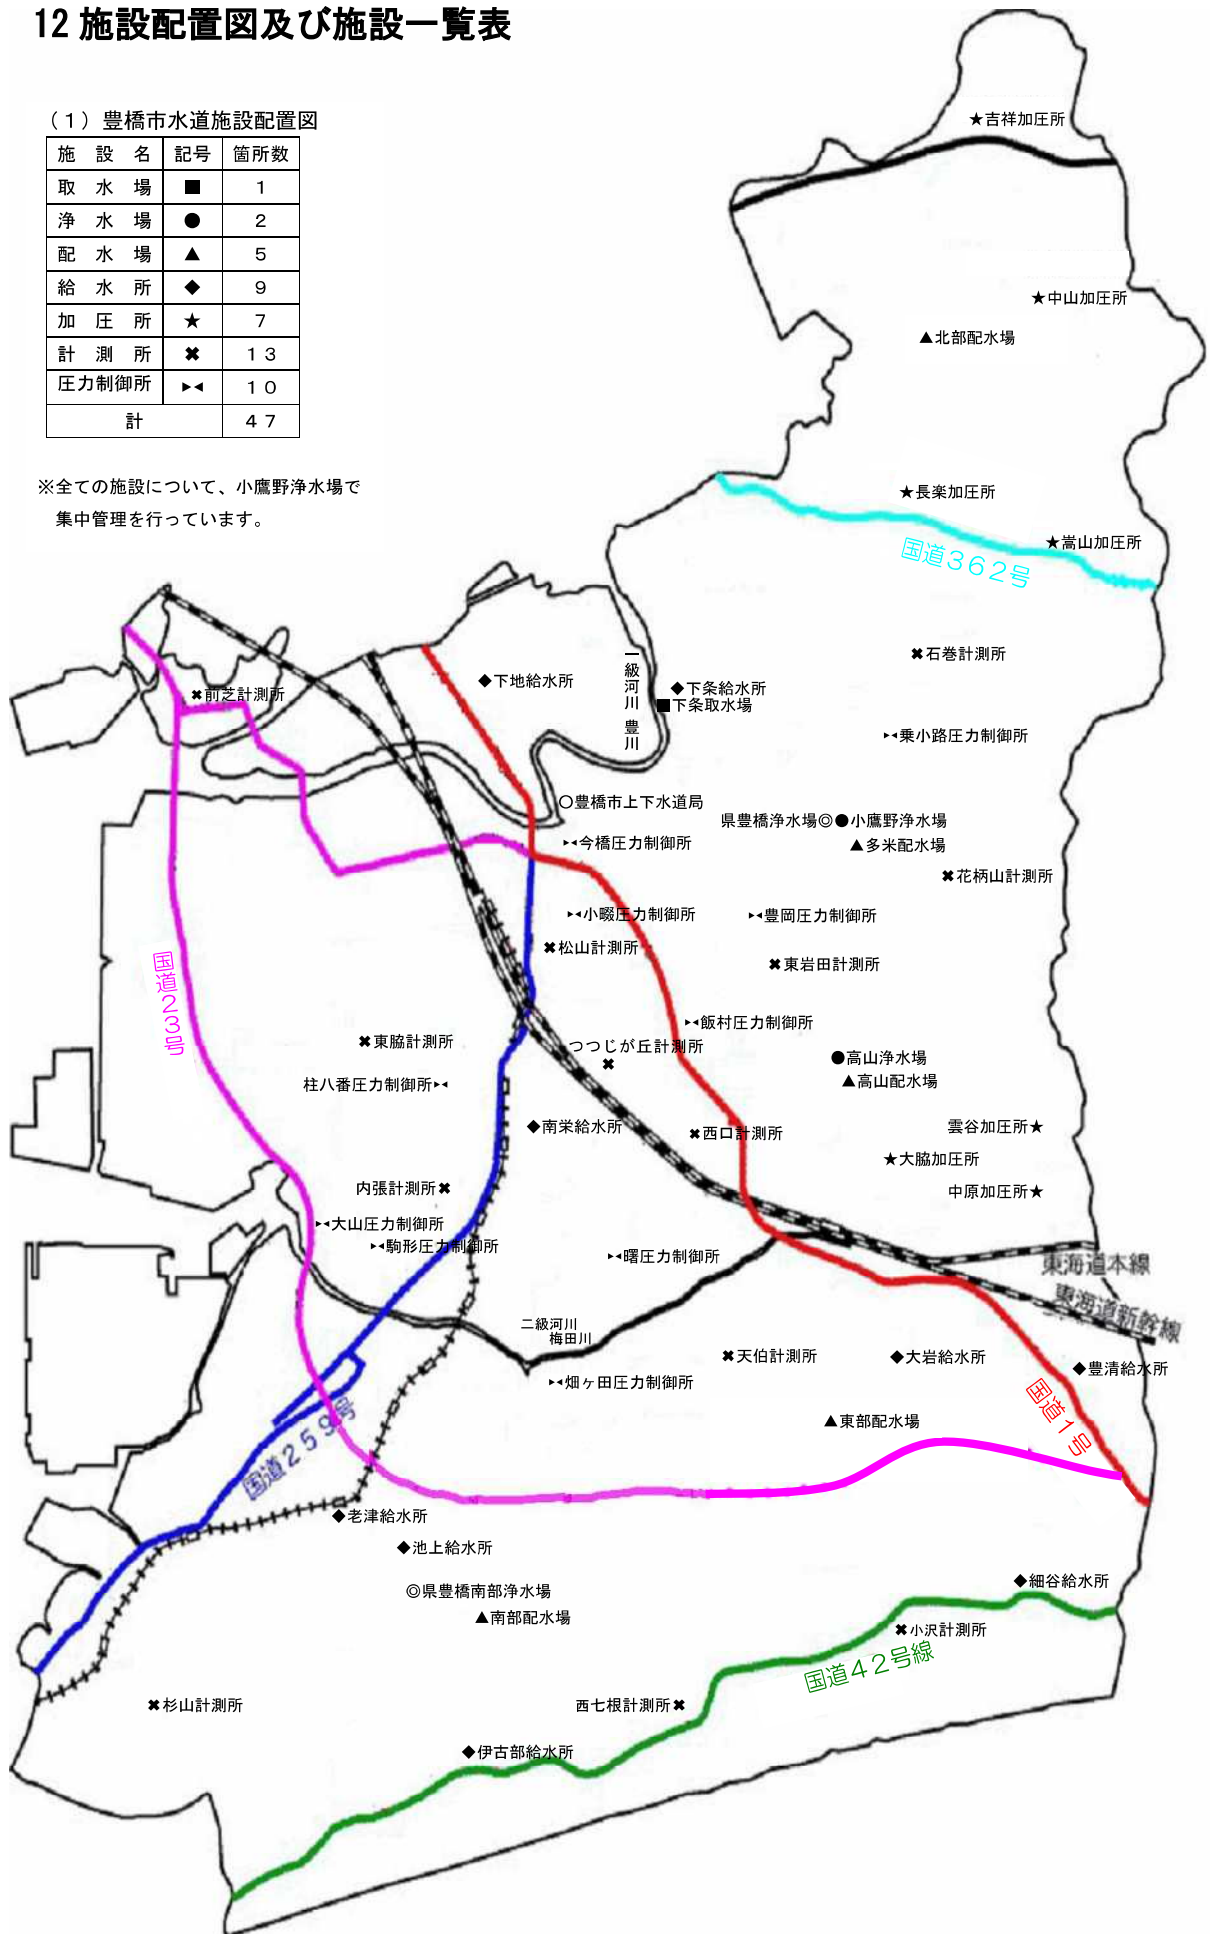 12 施設配置図及び施設一覧表
（１）豊橋市水道施設配置図
施　設　名 記号 箇所数
取　水　場 ■ １
浄　水　場 ● ２
配　水　場 ▲ ５
給　水　所 ◆ ９
加　圧　所 ★ ７
計　測　所 ✖ １３
圧力制御所 ▸◂ １０
計 ４７
※全ての施設について、小鷹野浄水場で
集中管理を行っています。
★吉祥加圧所
★中山加圧所
▲北部配水場
★長楽加圧所
国道３６２号
★嵩山加圧所
✖石巻計測所
一級河川　豊川
◆下地給水所
◆下条給水所
■下条取水場
✖前芝計測所
▸◂乗小路圧力制御所
○豊橋市上下水道局
県豊橋浄水場◎●小鷹野浄水場
▸◂今橋圧力制御所
▲多米配水場
✖花柄山計測所
▸◂小畷圧力制御所
▸◂豊岡圧力制御所
✖松山計測所
✖東岩田計測所
国道２３号
▸◂飯村圧力制御所
✖東脇計測所
つつじが丘計測所
✖
●高山浄水場
▲高山配水場
柱八番圧力制御所▸◂
◆南栄給水所
✖西口計測所
雲谷加圧所★
★大脇加圧所
内張計測所✖
中原加圧所★
▸◂大山圧力制御所
▸◂駒形圧力制御所
▸◂曙圧力制御所
東海道本線
東海道新幹線
二級河川
梅田川
✖天伯計測所
◆大岩給水所
◆豊清給水所
▸◂畑ヶ田圧力制御所
国道１号
▲東部配水場
国道２５９号
◆老津給水所
◆池上給水所
◎県豊橋南部浄水場
◆細谷給水所
▲南部配水場
✖小沢計測所
国道４２号線
✖杉山計測所
西七根計測所✖
◆伊古部給水所